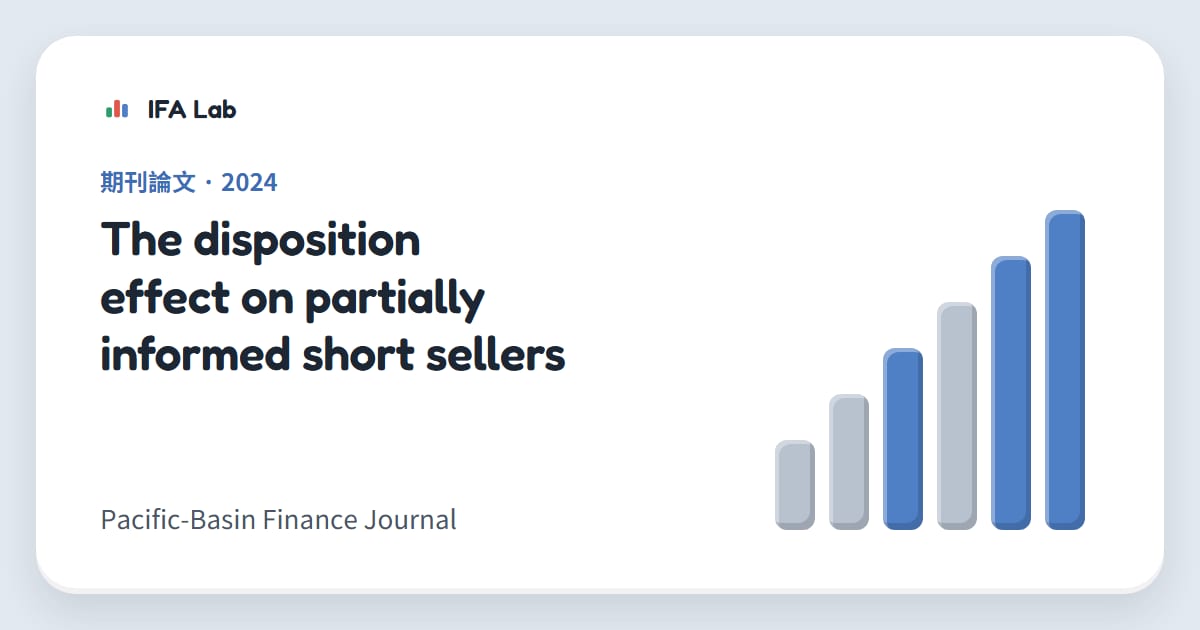 IFA Lab
期刊論文 · 2024
The disposition
effect on partially
informed short sellers
Pacific-Basin Finance Journal